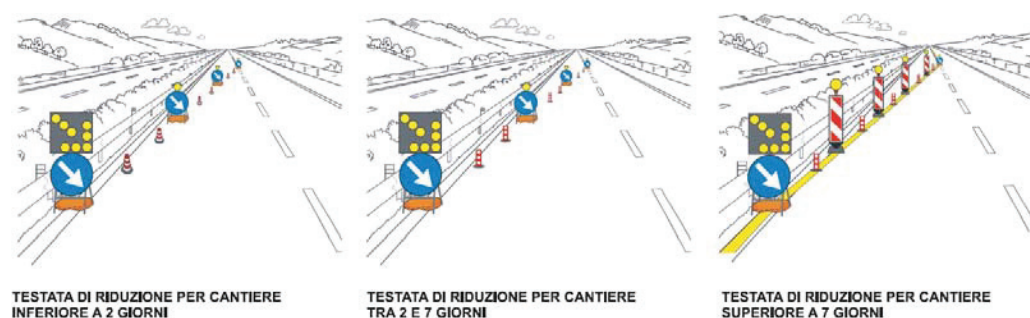 TESTATA DI RIDUZIONE PER CANTIERE
INFERIORE A 2 GIORNI
TESTATA DI RIDUZIONE PER CANTIERE
TRA 2 E 7 GIORNI
TESTATA DI RIDUZIONE PER CANTIERE
SUPERIORE A 7 GIORNI